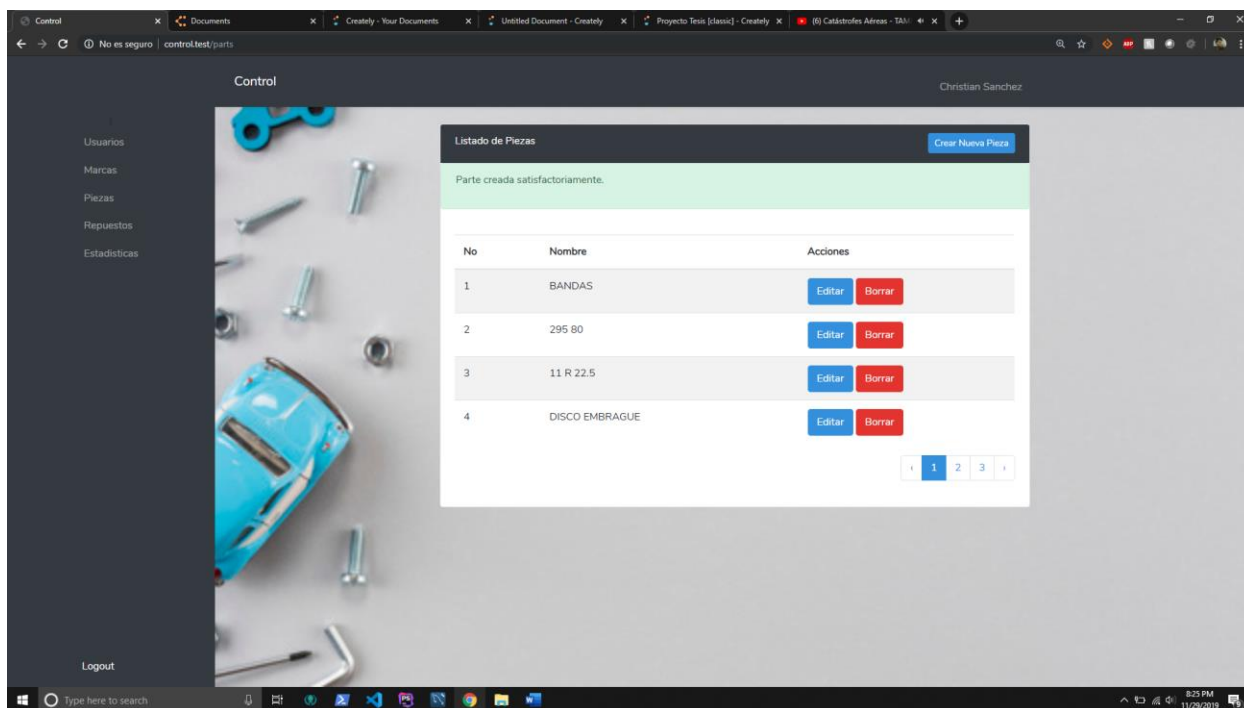 Control
Documents
Creately - Your Documents
Untitled Document - Creately
Proyecto Tesis [classic] - Creately
(6) Catástrofes Aéreas - TAM
No es seguro control.test/parts
Control
Christian Sanchez
Usuarios
Marcas
Piezas
Repuestos
Estadisticas
Logout
Listado de Piezas
Crear Nueva Pieza
Parte creada satisfactoriamente.
No Nombre Acciones
1 BANDAS Editar Borrar
2 295 80 Editar Borrar
3 11 R 22.5 Editar Borrar
4 DISCO EMBRAGUE Editar Borrar
‹ 1 2 3 ›
Type here to search
8:25 PM
11/29/2019